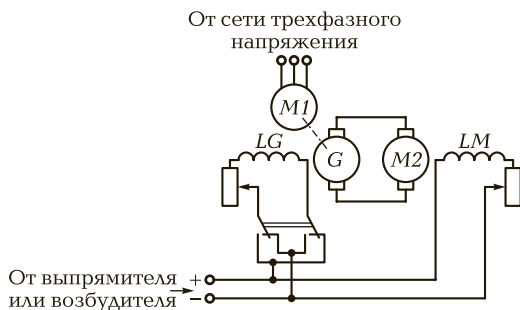 От сети трехфазного
напряжения
M1
LG
G
M2
LM
От выпрямителя +
или возбудителя –